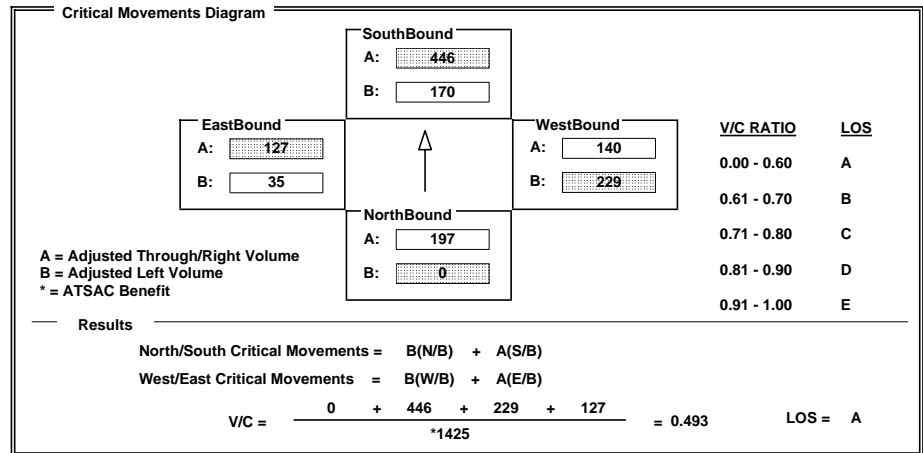 Critical Movements Diagram
SouthBound
A: 446
B: 170
EastBound
A: 127
B: 35
WestBound
A: 140
B: 229
NorthBound
A: 197
B: 0
V/C RATIO LOS
0.00 - 0.60 A
0.61 - 0.70 B
0.71 - 0.80 C
0.81 - 0.90 D
0.91 - 1.00 E
A = Adjusted Through/Right Volume
B = Adjusted Left Volume
* = ATSAC Benefit
Results
North/South Critical Movements = B(N/B) + A(S/B)
West/East Critical Movements = B(W/B) + A(E/B)
V/C = 0 + 446 + 229 + 127 = 0.493 LOS = A
*1425